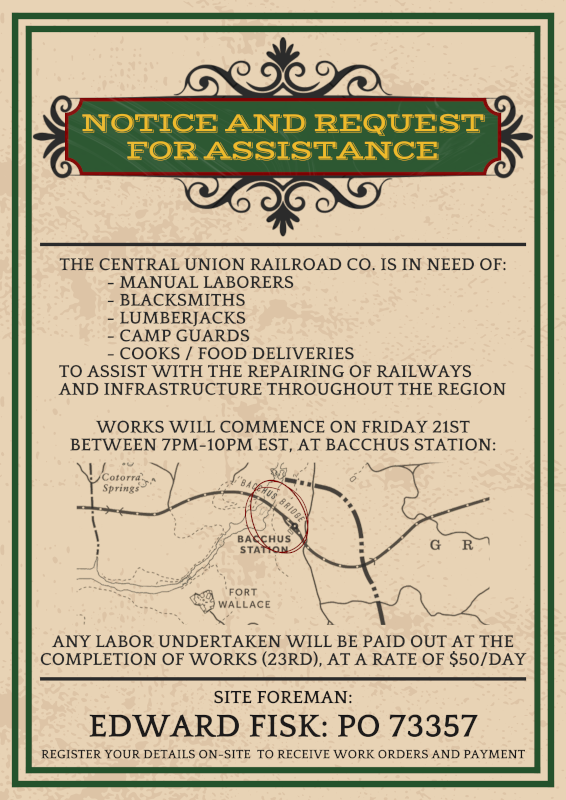 NOTICE AND REQUEST
FOR ASSISTANCE
THE CENTRAL UNION RAILROAD CO. IS IN NEED OF:
- MANUAL LABORERS
- BLACKSMITHS
- LUMBERJACKS
- CAMP GUARDS
- COOKS / FOOD DELIVERIES
TO ASSIST WITH THE REPAIRING OF RAILWAYS
AND INFRASTRUCTURE THROUGHOUT THE REGION
WORKS WILL COMMENCE ON FRIDAY 21ST
BETWEEN 7PM-10PM EST, AT BACCHUS STATION:
Cotorra
Springs
BACCHUS BRIDGE
BACCHUS
STATION
G R
FORT
WALLACE
ANY LABOR UNDERTAKEN WILL BE PAID OUT AT THE
COMPLETION OF WORKS (23RD), AT A RATE OF $50/DAY
SITE FOREMAN:
EDWARD FISK: PO 73357
REGISTER YOUR DETAILS ON-SITE TO RECEIVE WORK ORDERS AND PAYMENT